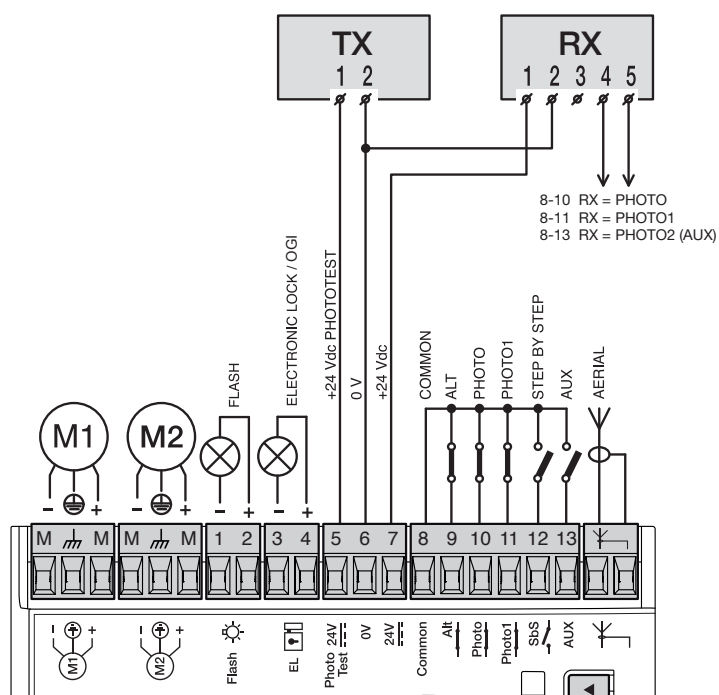 TX
1 2
RX
1 2 3 4 5
8-10 RX = PHOTO
8-11 RX = PHOTO1
8-13 RX = PHOTO2 (AUX)
FLASH
ELECTRONIC LOCK / OGI
+24 Vdc PHOTOTEST
0 V
+24 Vdc
COMMON
ALT
PHOTO
PHOTO1
STEP BY STEP
AUX
AERIAL
M1
M2
- +
- +
- +
- +
M M M M 1 2 3 4 5 6 7 8 9 10 11 12 13
- +
M1
- +
M2
Flash
EL
Photo 24V
Test
0V
24V
Common
Alt
Photo
Photo1
SbS
AUX